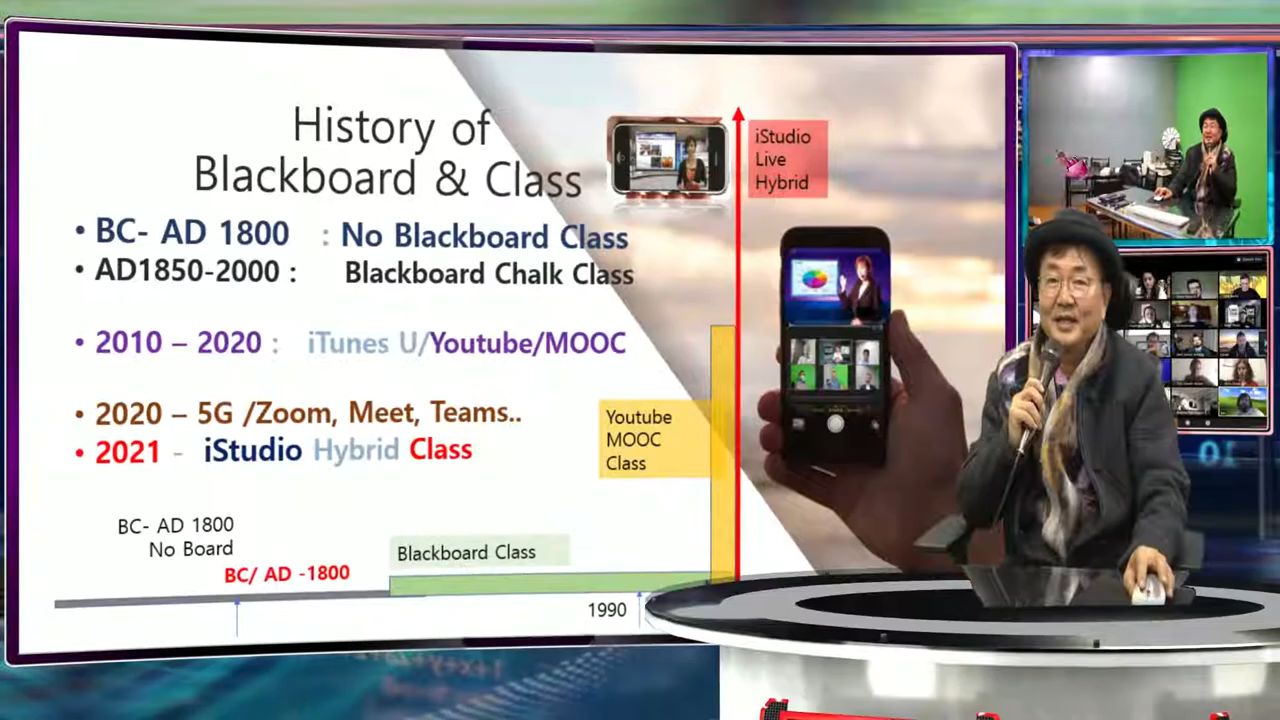 History of
Blackboard & Class
• BC- AD 1800 : No Blackboard Class
• AD1850-2000 : Blackboard Chalk Class
• 2010 – 2020 : iTunes U/Youtube/MOOC
• 2020 – 5G /Zoom, Meet, Teams..
• 2021 - iStudio Hybrid Class
iStudio
Live
Hybrid
Youtube
MOOC
Class
BC- AD 1800
No Board
BC/ AD -1800
Blackboard Class
1990